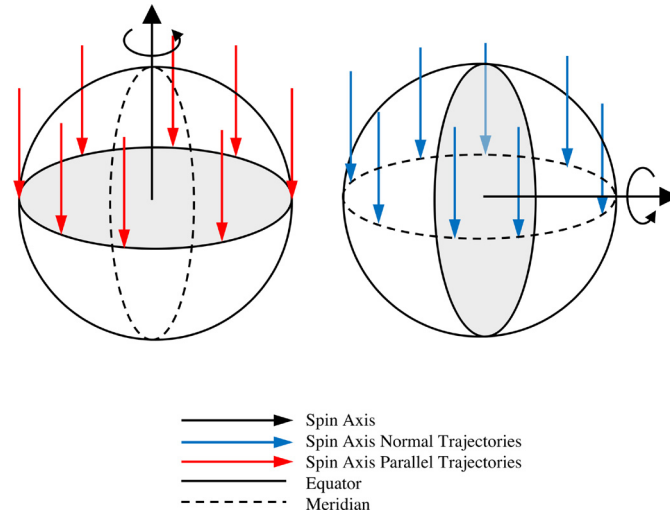 Spin Axis
Spin Axis Normal Trajectories
Spin Axis Parallel Trajectories
Equator
Meridian